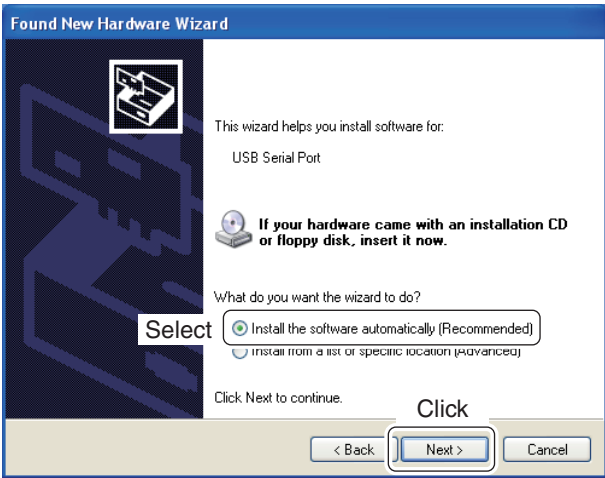 Found New Hardware Wizard
This wizard helps you install software for:
USB Serial Port
If your hardware came with an installation CD
or floppy disk, insert it now.
What do you want the wizard to do?
Select
Install the software automatically (Recommended)
Install from a list or specific location (Advanced)
Click Next to continue.
Click
< Back
Next >
Cancel